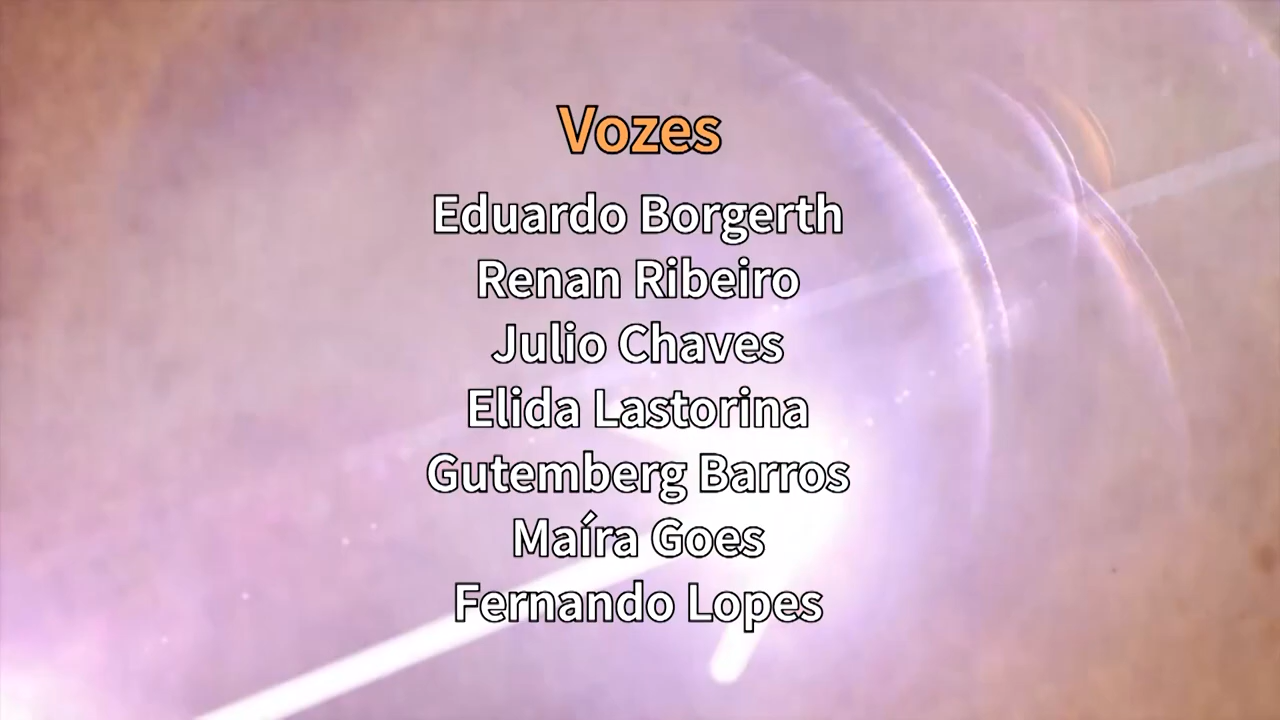 Vozes
Eduardo Borgerth
Renan Ribeiro
Julio Chaves
Elida Lastorina
Gutemberg Barros
Maíra Goes
Fernando Lopes